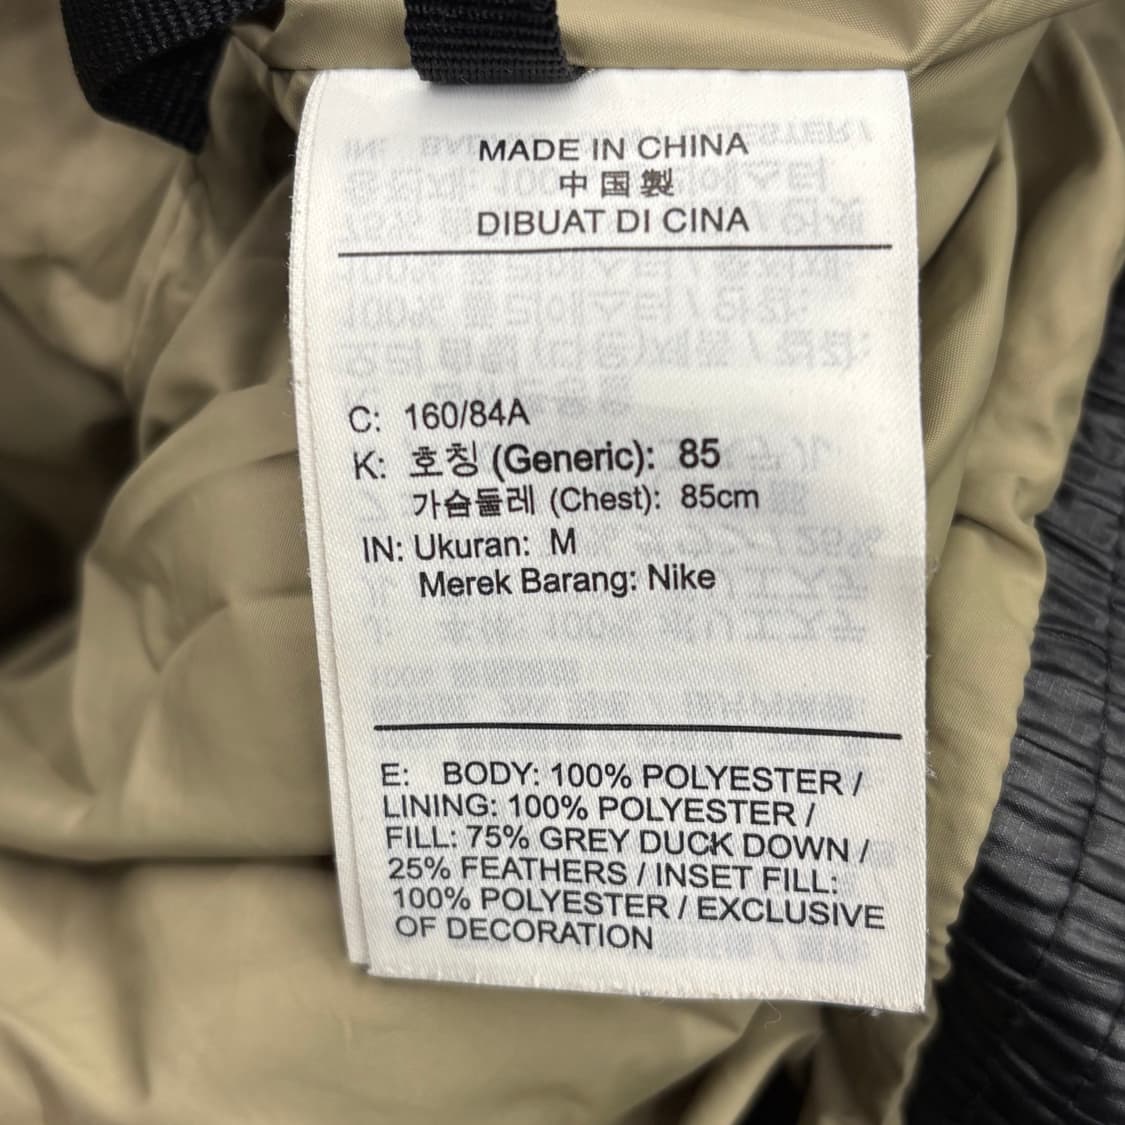 MADE IN CHINA
中国製
DIBUAT DI CINA
C: 160/84A
K: 호칭 (Generic): 85
가슴둘레 (Chest): 85cm
IN: Ukuran: M
Merek Barang: Nike
E: BODY: 100% POLYESTER /
LINING: 100% POLYESTER /
FILL: 75% GREY DUCK DOWN /
25% FEATHERS / INSET FILL:
100% POLYESTER / EXCLUSIVE
OF DECORATION